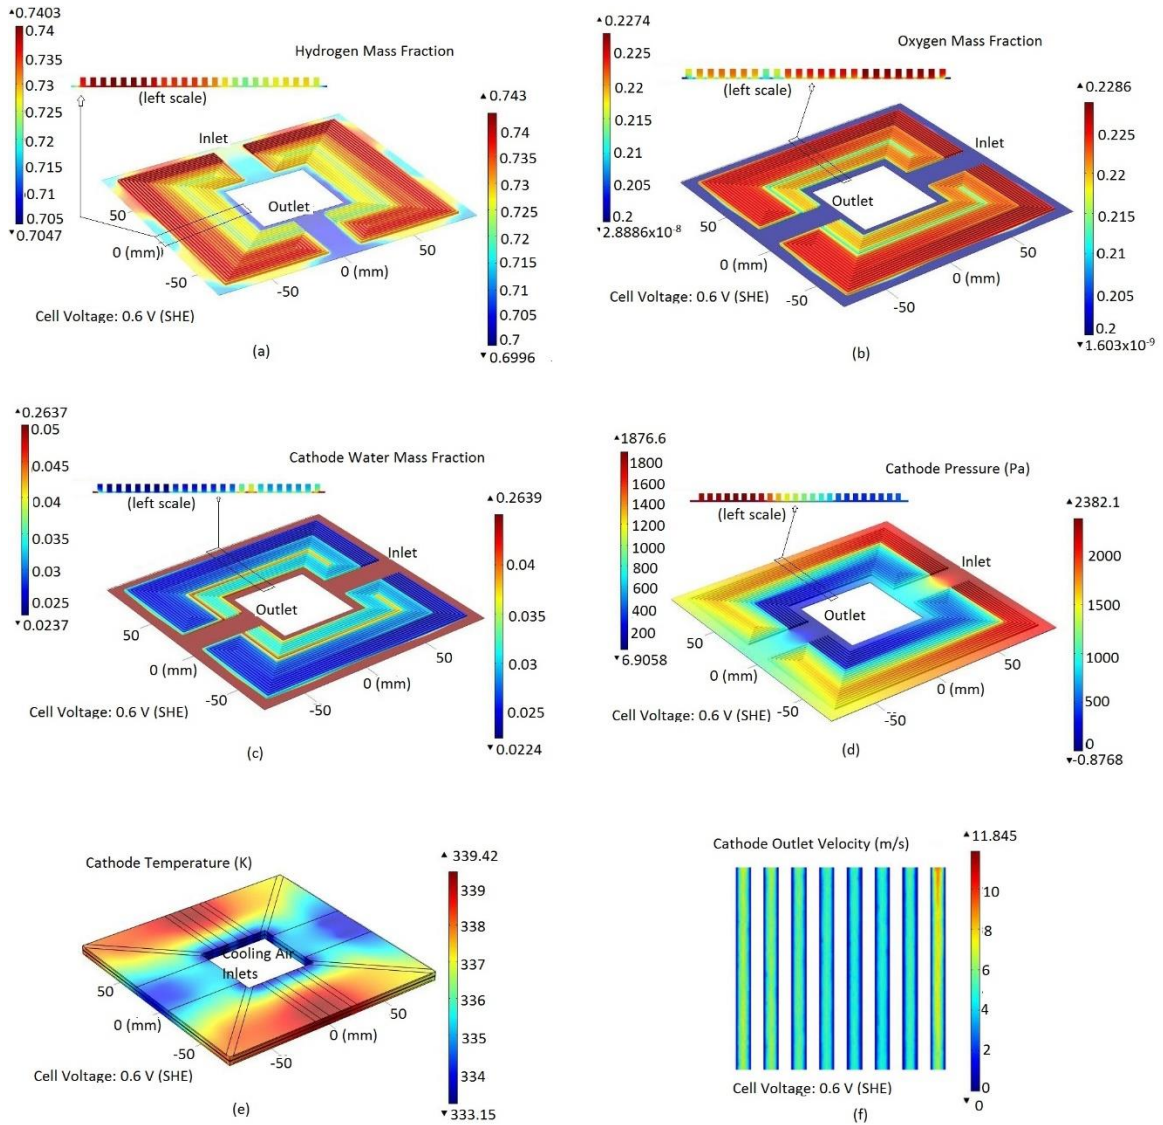 ▲0.7403
0.74
0.73
0.725
0.72
0.715
0.71
0.705
▼0.7047
Hydrogen Mass Fraction
(left scale)
Inlet
Outlet
50
0 (mm)
-50
0 (mm)
50
Cell Voltage: 0.6 V (SHE)
▲ 0.743
0.74
0.73
0.72
0.71
0.705
0.7
▼ 0.6996
(a)
▲0.2274
0.225
0.22
0.21
0.205
0.2
▼2.8886x10⁻⁸
Oxygen Mass Fraction
(left scale)
Inlet
Outlet
50
0 (mm)
-50
0 (mm)
50
Cell Voltage: 0.6 V (SHE)
▲ 0.2286
0.225
0.22
0.215
0.21
0.205
0.2
▼1.603x10⁻⁹
(b)
▲0.2637
0.05
0.045
0.04
0.035
0.03
0.025
▼0.0237
Cathode Water Mass Fraction
(left scale)
Inlet
Outlet
50
0 (mm)
-50
-50
0 (mm)
50
Cell Voltage: 0.6 V (SHE)
▲0.2639
0.04
0.035
0.03
0.025
▼0.0224
(c)
▲1876.6
1800
1600
1400
1200
1000
800
600
400
200
▼6.9058
Cathode Pressure (Pa)
(left scale)
Inlet
Outlet
50
0 (mm)
-50
-50
0 (mm)
50
Cell Voltage: 0.6 V (SHE)
▲2382.1
2000
1500
1000
500
0
▼-0.8768
(d)
Cathode Temperature (K)
Cooling Air
Inlets
50
0 (mm)
-50
-50
0 (mm)
50
Cell Voltage: 0.6 V (SHE)
▲ 339.42
339
338
337
336
335
334
▼333.15
(e)
Cathode Outlet Velocity (m/s)
▲ 11.845
10
8
6
4
2
0
▼ 0
Cell Voltage: 0.6 V (SHE)
(f)